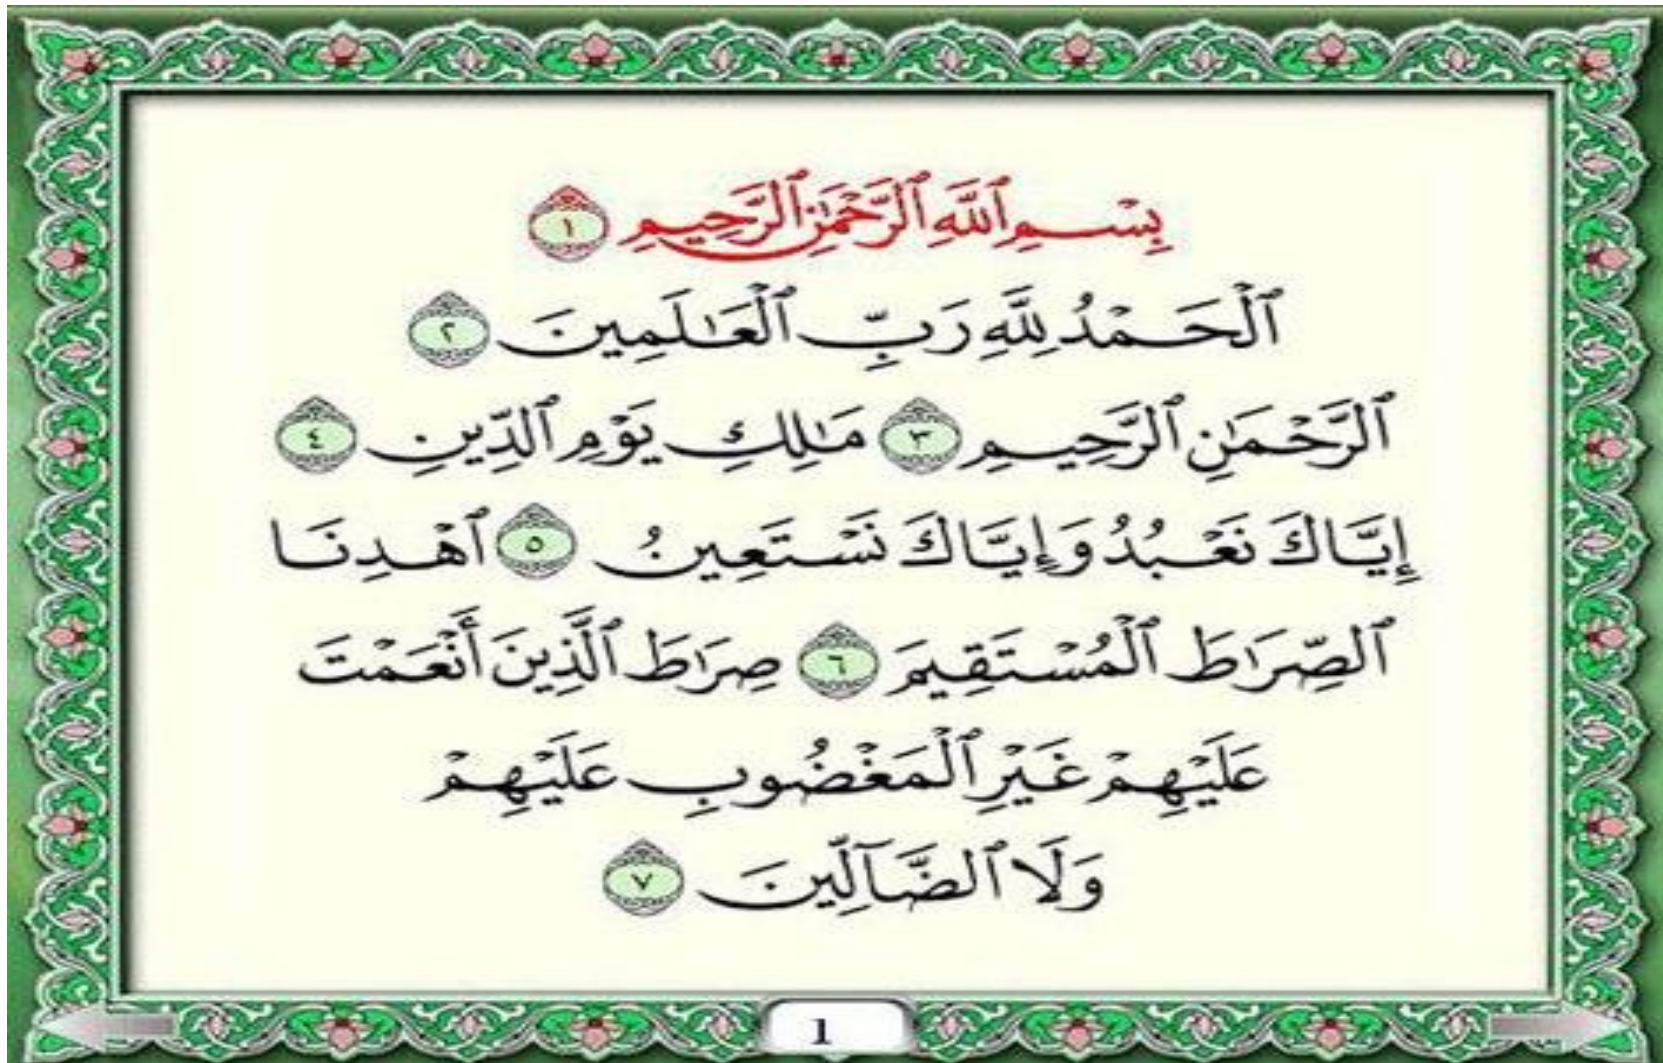 بِسْمِ ٱللَّهِ ٱلرَّحْمَٰنِ ٱلرَّحِيمِ ١
ٱلْحَمْدُ لِلَّهِ رَبِّ ٱلْعَٰلَمِينَ ٢
ٱلرَّحْمَٰنِ ٱلرَّحِيمِ ٣ مَٰلِكِ يَوْمِ ٱلدِّينِ ٤
إِيَّاكَ نَعْبُدُ وَإِيَّاكَ نَسْتَعِينُ ٥ ٱهْدِنَا
ٱلصِّرَٰطَ ٱلْمُسْتَقِيمَ ٦ صِرَٰطَ ٱلَّذِينَ أَنْعَمْتَ
عَلَيْهِمْ غَيْرِ ٱلْمَغْضُوبِ عَلَيْهِمْ
وَلَا ٱلضَّآلِّينَ ٧
1